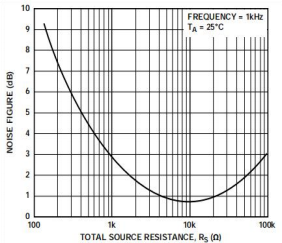 NOISE FIGURE (dB)
10
9
8
7
6
5
4
3
2
1
0
FREQUENCY = 1kHz
TA = 25°C
100
1k
10k
100k
TOTAL SOURCE RESISTANCE, RS (Ω)